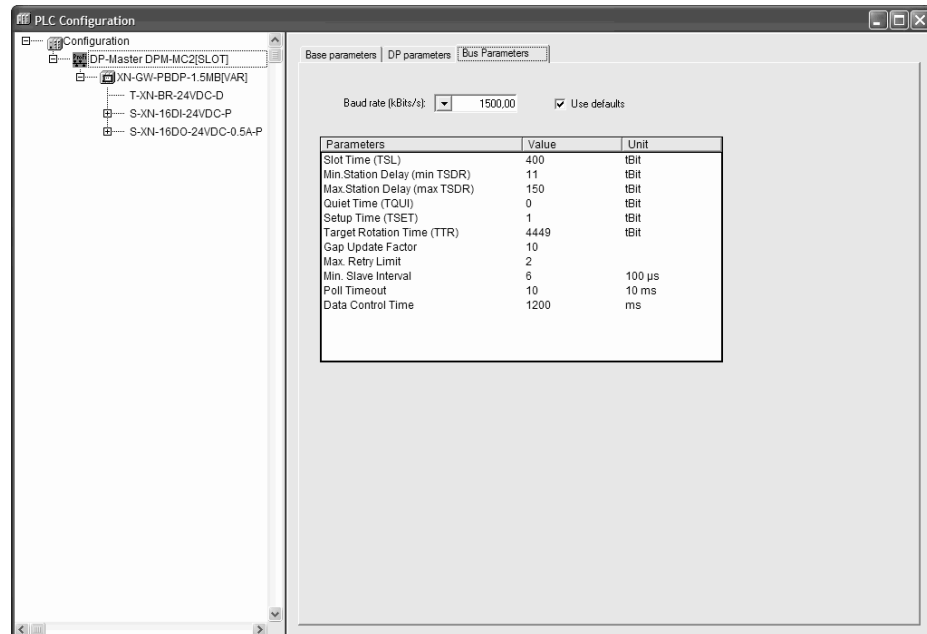 PLC Configuration
Configuration
DP-Master DPM-MC2[SLOT]
XN-GW-PBDP-1.5MB[VAR]
T-XN-BR-24VDC-D
S-XN-16DI-24VDC-P
S-XN-16DO-24VDC-0.5A-P
Base parameters DP parameters Bus Parameters
Baud rate (kBits/s): 1500,00 Use defaults
Parameters Value Unit
Slot Time (TSL) 400 tBit
Min.Station Delay (min TSDR) 11 tBit
Max.Station Delay (max TSDR) 150 tBit
Quiet Time (TQUI) 0 tBit
Setup Time (TSET) 1 tBit
Target Rotation Time (TTR) 4449 tBit
Gap Update Factor 10
Max. Retry Limit 2
Min. Slave Interval 6 100 µs
Poll Timeout 10 10 ms
Data Control Time 1200 ms